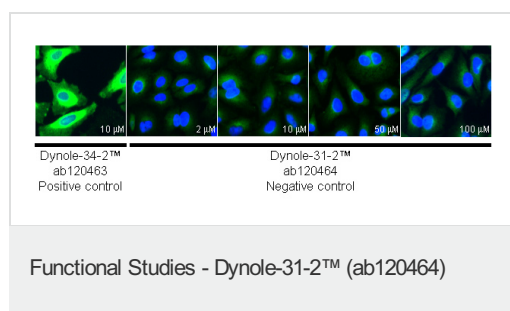 10 µM
2 µM
10 µM
50 µM
100 µM
Dynole-34-2™
ab120463
Positive control
Dynole-31-2™
ab120464
Negative control
Functional Studies - Dynole-31-2™ (ab120464)